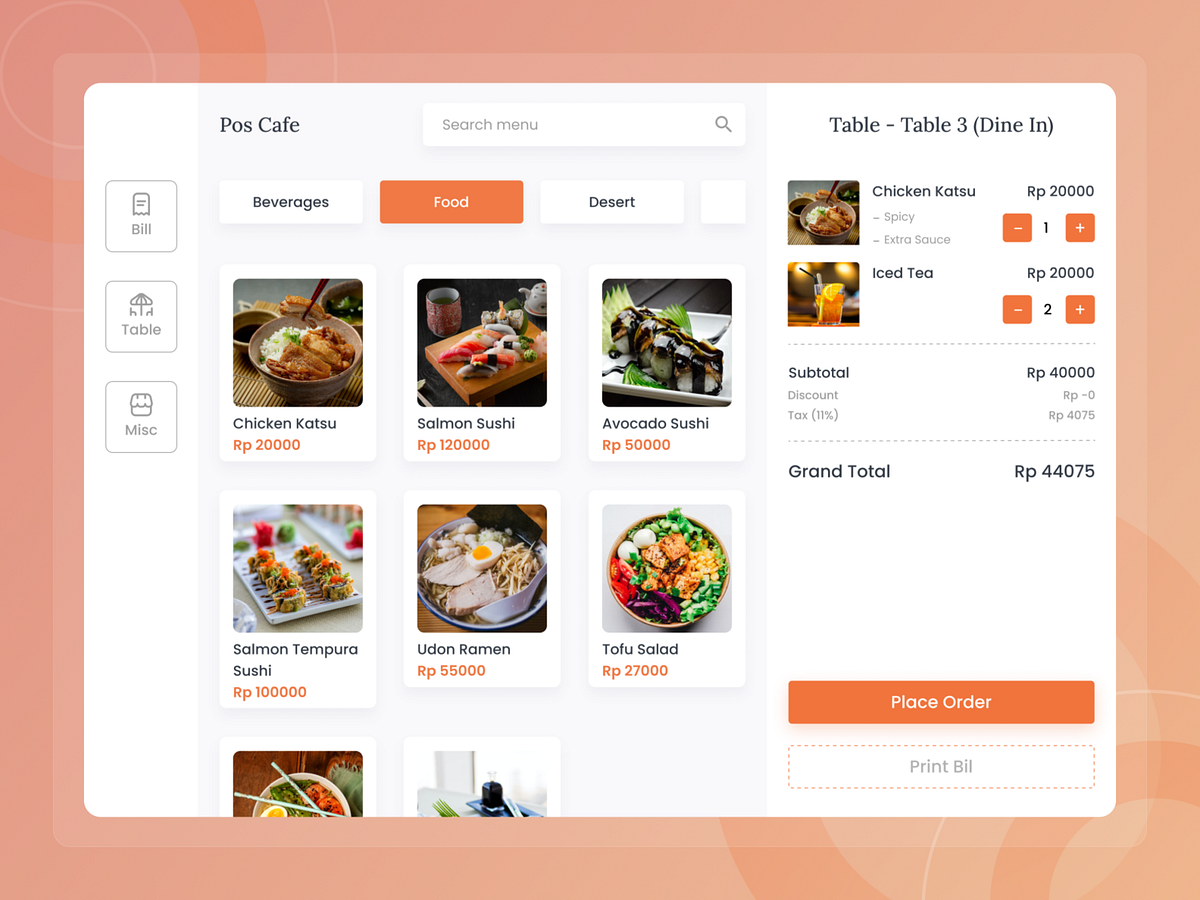 Pos Cafe
Search menu
Bill
Table
Misc
Beverages
Food
Desert
Chicken Katsu
Rp 20000
Salmon Sushi
Rp 120000
Avocado Sushi
Rp 50000
Salmon Tempura
Sushi
Rp 100000
Udon Ramen
Rp 55000
Tofu Salad
Rp 27000
Table - Table 3 (Dine In)
Chicken Katsu Rp 20000
– Spicy
– Extra Sauce
– 1 +
Iced Tea Rp 20000
– 2 +
Subtotal Rp 40000
Discount Rp -0
Tax (11%) Rp 4075
Grand Total Rp 44075
Place Order
Print Bil